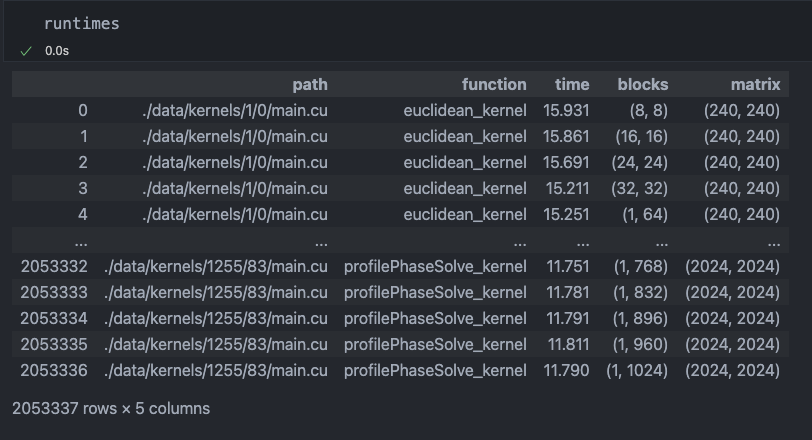 runtimes
0.0s
path function time blocks matrix
0 ./data/kernels/1/0/main.cu euclidean_kernel 15.931 (8, 8) (240, 240)
1 ./data/kernels/1/0/main.cu euclidean_kernel 15.861 (16, 16) (240, 240)
2 ./data/kernels/1/0/main.cu euclidean_kernel 15.691 (24, 24) (240, 240)
3 ./data/kernels/1/0/main.cu euclidean_kernel 15.211 (32, 32) (240, 240)
4 ./data/kernels/1/0/main.cu euclidean_kernel 15.251 (1, 64) (240, 240)
... ... ... ... ... ...
2053332 ./data/kernels/1255/83/main.cu profilePhaseSolve_kernel 11.751 (1, 768) (2024, 2024)
2053333 ./data/kernels/1255/83/main.cu profilePhaseSolve_kernel 11.781 (1, 832) (2024, 2024)
2053334 ./data/kernels/1255/83/main.cu profilePhaseSolve_kernel 11.791 (1, 896) (2024, 2024)
2053335 ./data/kernels/1255/83/main.cu profilePhaseSolve_kernel 11.811 (1, 960) (2024, 2024)
2053336 ./data/kernels/1255/83/main.cu profilePhaseSolve_kernel 11.790 (1, 1024) (2024, 2024)
2053337 rows × 5 columns